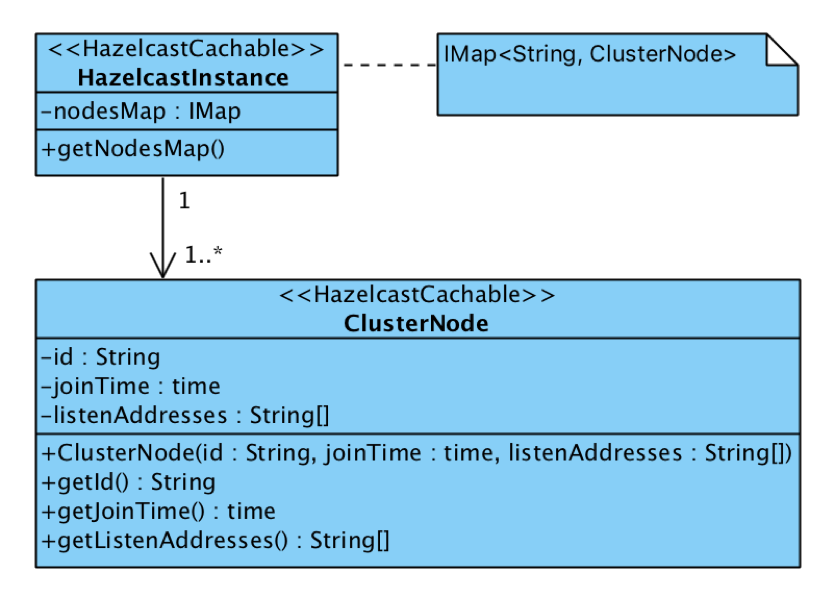 <<HazelcastCachable>>
HazelcastInstance
-nodesMap : IMap
+getNodesMap()
IMap<String, ClusterNode>
1
1..*
<<HazelcastCachable>>
ClusterNode
-id : String
-joinTime : time
-listenAddresses : String[]
+ClusterNode(id : String, joinTime : time, listenAddresses : String[])
+getId() : String
+getJoinTime() : time
+getListenAddresses() : String[]